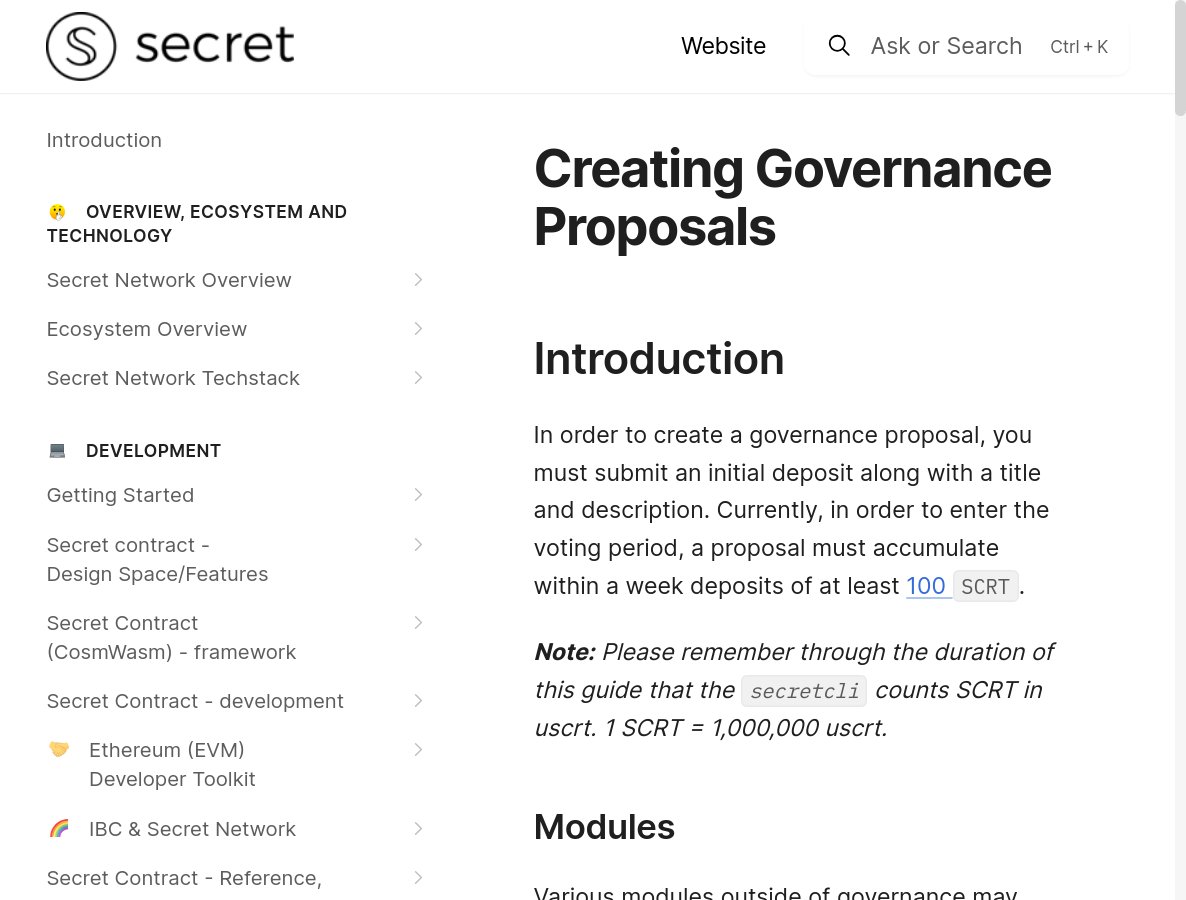 secret
Website
Ask or Search
Ctrl + K
Introduction
OVERVIEW, ECOSYSTEM AND
TECHNOLOGY
Secret Network Overview
Ecosystem Overview
Secret Network Techstack
DEVELOPMENT
Getting Started
Secret contract -
Design Space/Features
Secret Contract
(CosmWasm) - framework
Secret Contract - development
Ethereum (EVM)
Developer Toolkit
IBC & Secret Network
Secret Contract - Reference,
Creating Governance
Proposals
Introduction
In order to create a governance proposal, you
must submit an initial deposit along with a title
and description. Currently, in order to enter the
voting period, a proposal must accumulate
within a week deposits of at least 100 SCRT.
Note: Please remember through the duration of
this guide that the secretcli counts SCRT in
uscrt. 1 SCRT = 1,000,000 uscrt.
Modules
Various modules outside of governance may